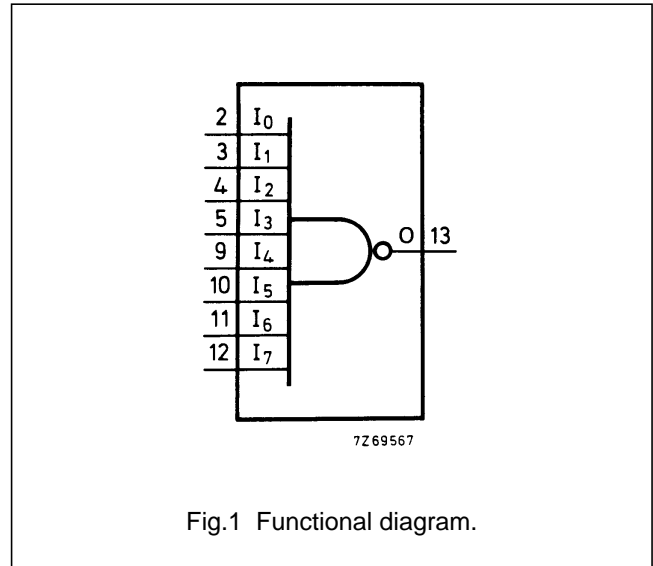 2 I0
3 I1
4 I2
5 I3
9 I4
10 I5
11 I6
12 I7
O 13
7Z69567
Fig.1 Functional diagram.